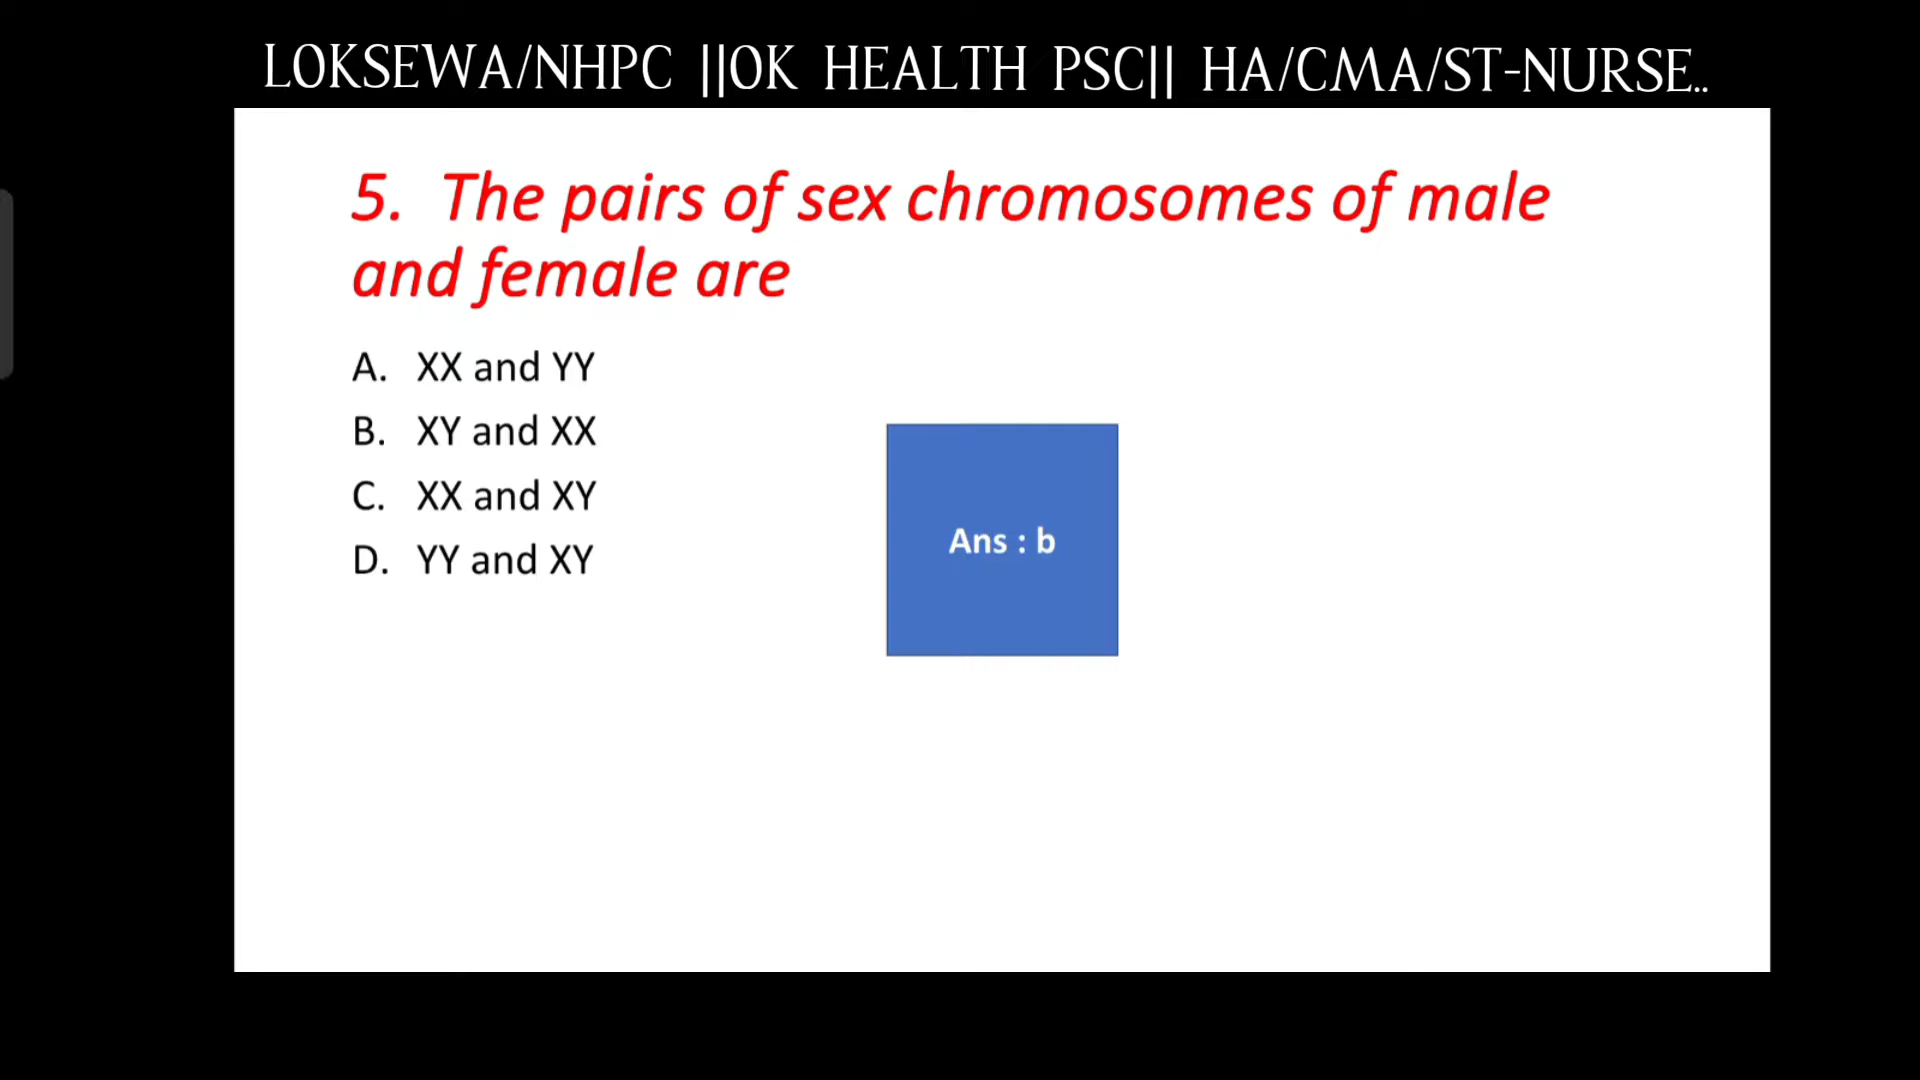 LOKSEWA/NHPC ||OK HEALTH PSC|| HA/CMA/ST-NURSE..
5. The pairs of sex chromosomes of male
and female are
A. XX and YY
B. XY and XX
C. XX and XY
D. YY and XY
Ans : b